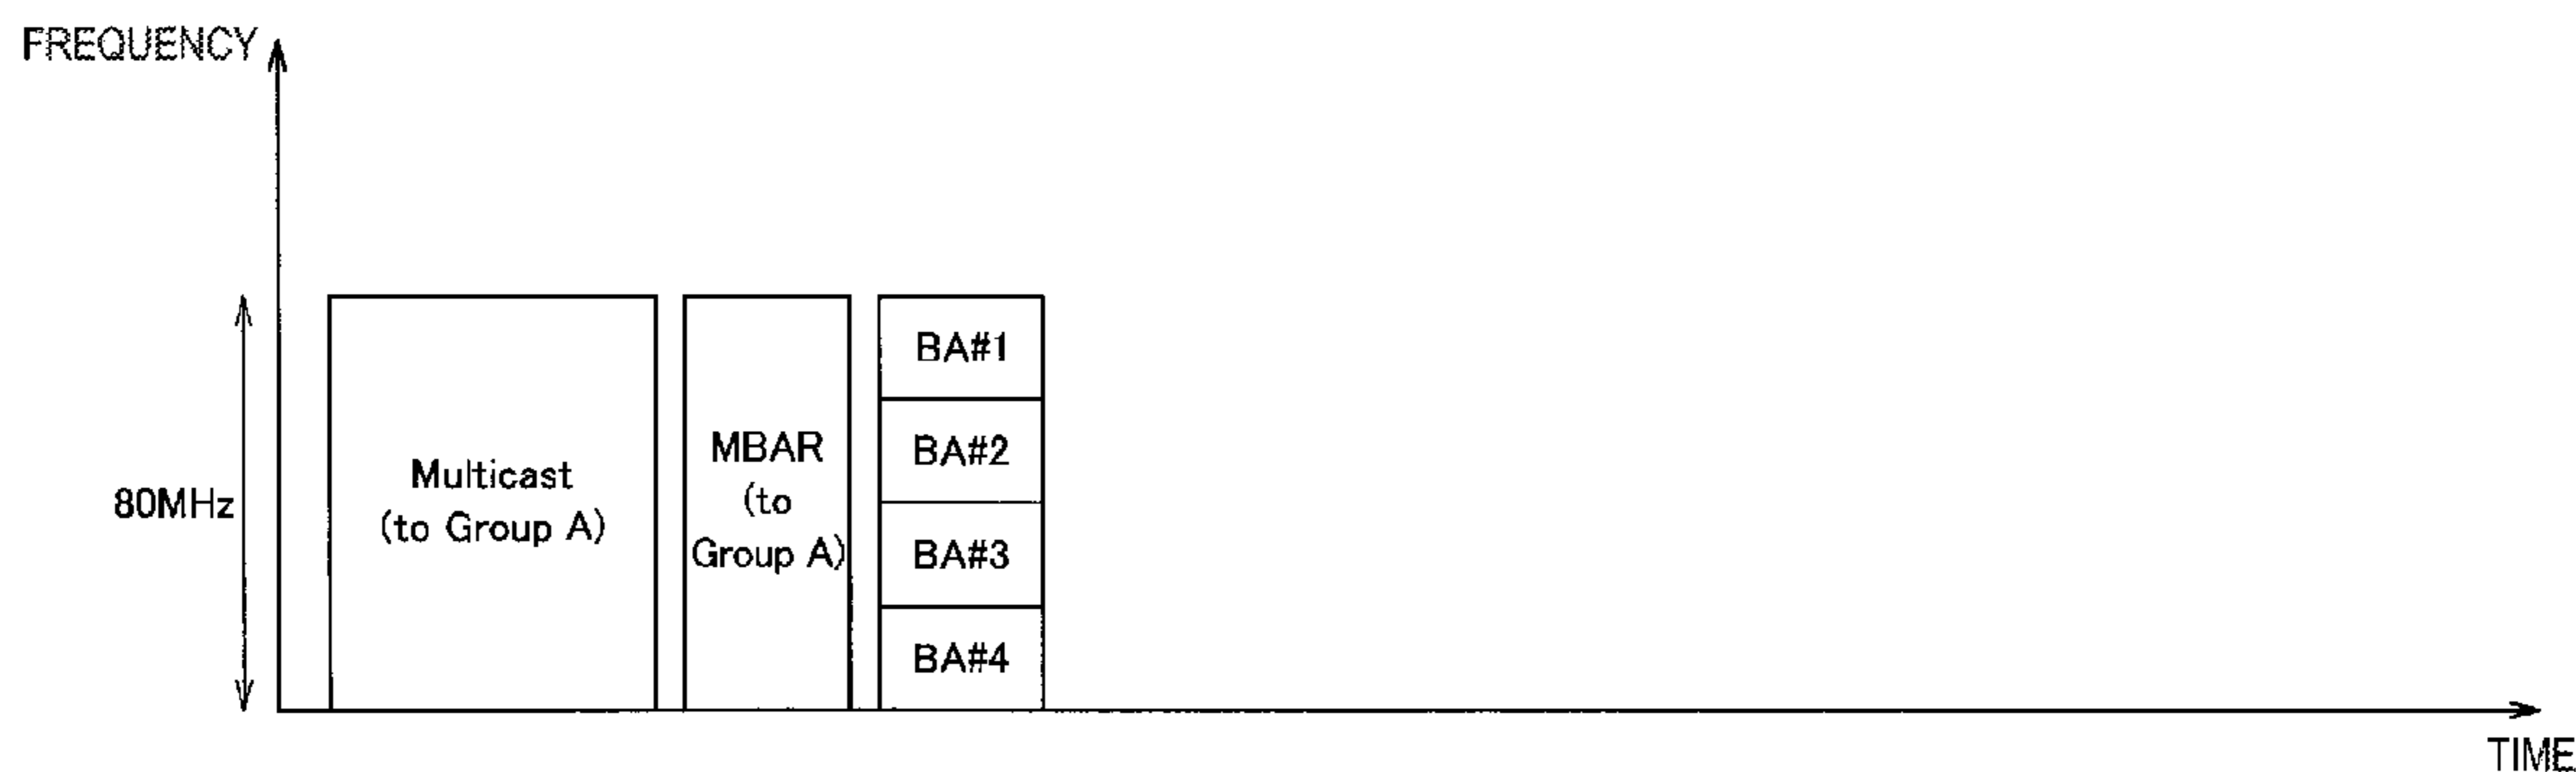 FREQUENCY
80MHz
Multicast
(to Group A)
MBAR
(to
Group A)
BA#1
BA#2
BA#3
BA#4
TIME